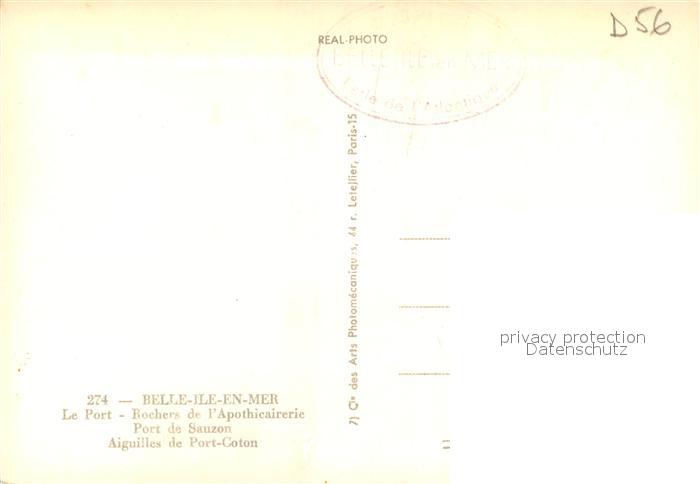 D 56
REAL-PHOTO
BELLE-ILE en MER
Perle de l'Atlantique
7) Cie des Arts Photomécaniques, 44 r. Letellier, Paris-15
privacy protection
Datenschutz
274 — BELLE-ILE-EN-MER
Le Port - Rochers de l'Apothicairerie
Port de Sauzon
Aiguilles de Port-Coton